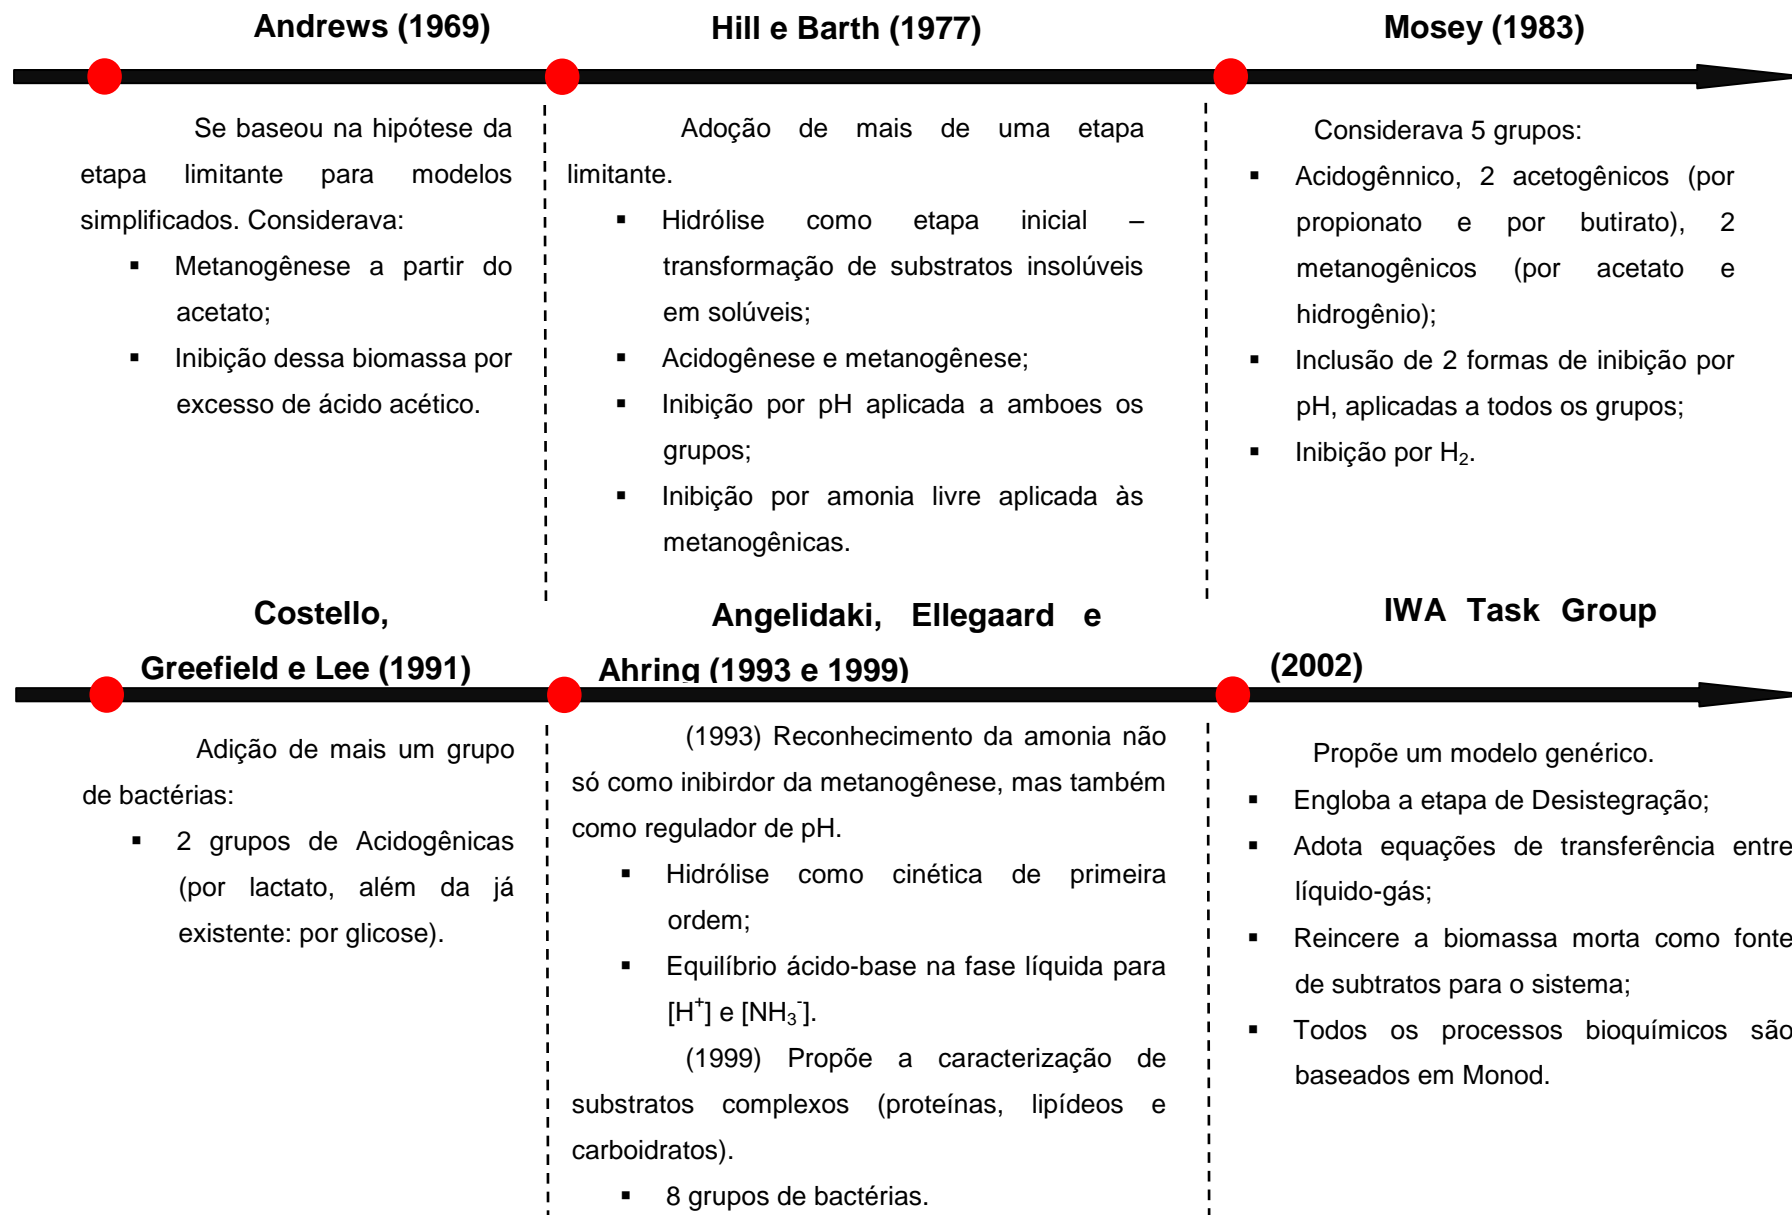 Andrews (1969)
Se baseou na hipótese da
etapa limitante para modelos
simplificados. Considerava:
▪ Metanogênese a partir do
acetato;
▪ Inibição dessa biomassa por
excesso de ácido acético.
Hill e Barth (1977)
Adoção de mais de uma etapa
limitante.
▪ Hidrólise como etapa inicial –
transformação de substratos insolúveis
em solúveis;
▪ Acidogênese e metanogênese;
▪ Inibição por pH aplicada a amboes os
grupos;
▪ Inibição por amonia livre aplicada às
metanogênicas.
Mosey (1983)
Considerava 5 grupos:
▪ Acidogênnico, 2 acetogênicos (por
propionato e por butirato), 2
metanogênicos (por acetato e
hidrogênio);
▪ Inclusão de 2 formas de inibição por
pH, aplicadas a todos os grupos;
▪ Inibição por H₂.
Costello,
Greefield e Lee (1991)
Adição de mais um grupo
de bactérias:
▪ 2 grupos de Acidogênicas
(por lactato, além da já
existente: por glicose).
Angelidaki, Ellegaard e
Ahring (1993 e 1999)
(1993) Reconhecimento da amonia não
só como inibirdor da metanogênese, mas também
como regulador de pH.
▪ Hidrólise como cinética de primeira
ordem;
▪ Equilíbrio ácido-base na fase líquida para
[H⁺] e [NH₃⁻].
(1999) Propõe a caracterização de
substratos complexos (proteínas, lipídeos e
carboidratos).
▪ 8 grupos de bactérias.
IWA Task Group
(2002)
Propõe um modelo genérico.
▪ Engloba a etapa de Desistegração;
▪ Adota equações de transferência entre
líquido-gás;
▪ Reincere a biomassa morta como fonte
de subtratos para o sistema;
▪ Todos os processos bioquímicos são
baseados em Monod.